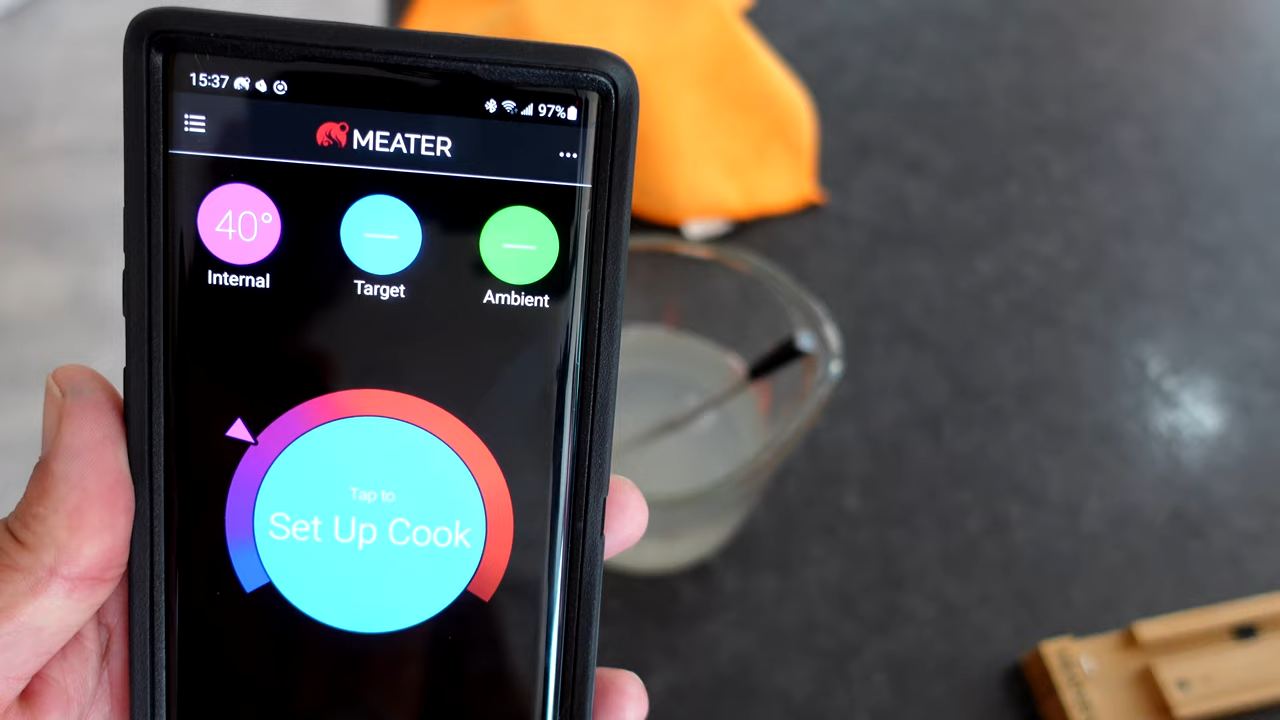 15:37
97%
MEATER
40°
Internal
Target
Ambient
Tap to
Set Up Cook